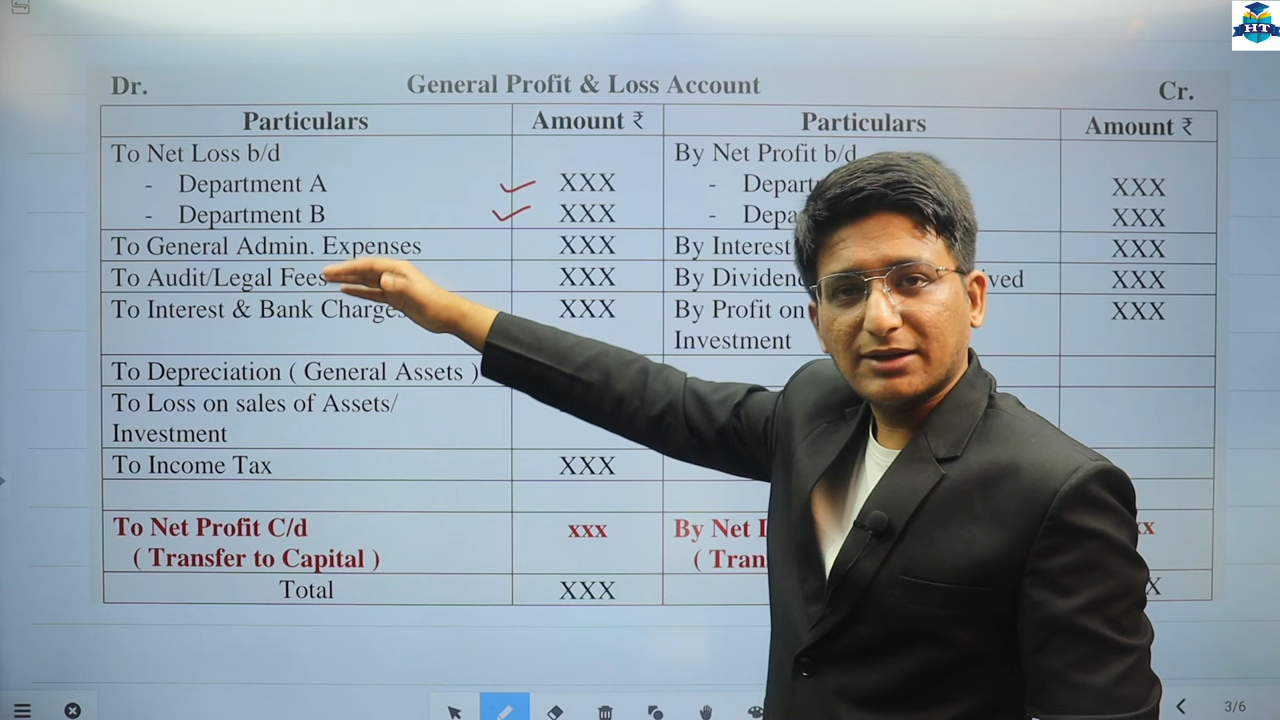 HT
Dr. General Profit & Loss Account Cr.
Particulars Amount ₹ Particulars Amount ₹
To Net Loss b/d By Net Profit b/d
- Department A XXX - XXX
- Department B XXX - XXX
To General Admin. Expenses XXX By Interest XXX
To Audit/Legal Fees XXX XXX
To Interest & Bank Charges XXX By Profit on XXX
Investment
To Depreciation ( General Assets )
To Loss on sales of Assets/
Investment
To Income Tax XXX
To Net Profit C/d xxx By Net
( Transfer to Capital ) (
Total XXX
3/6